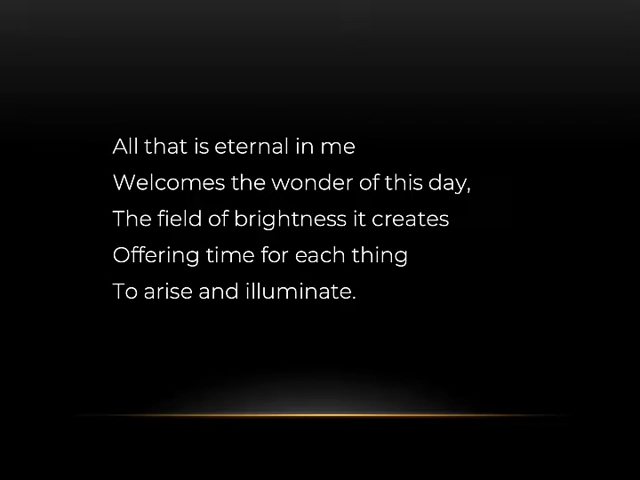 All that is eternal in me
Welcomes the wonder of this day,
The field of brightness it creates
Offering time for each thing
To arise and illuminate.